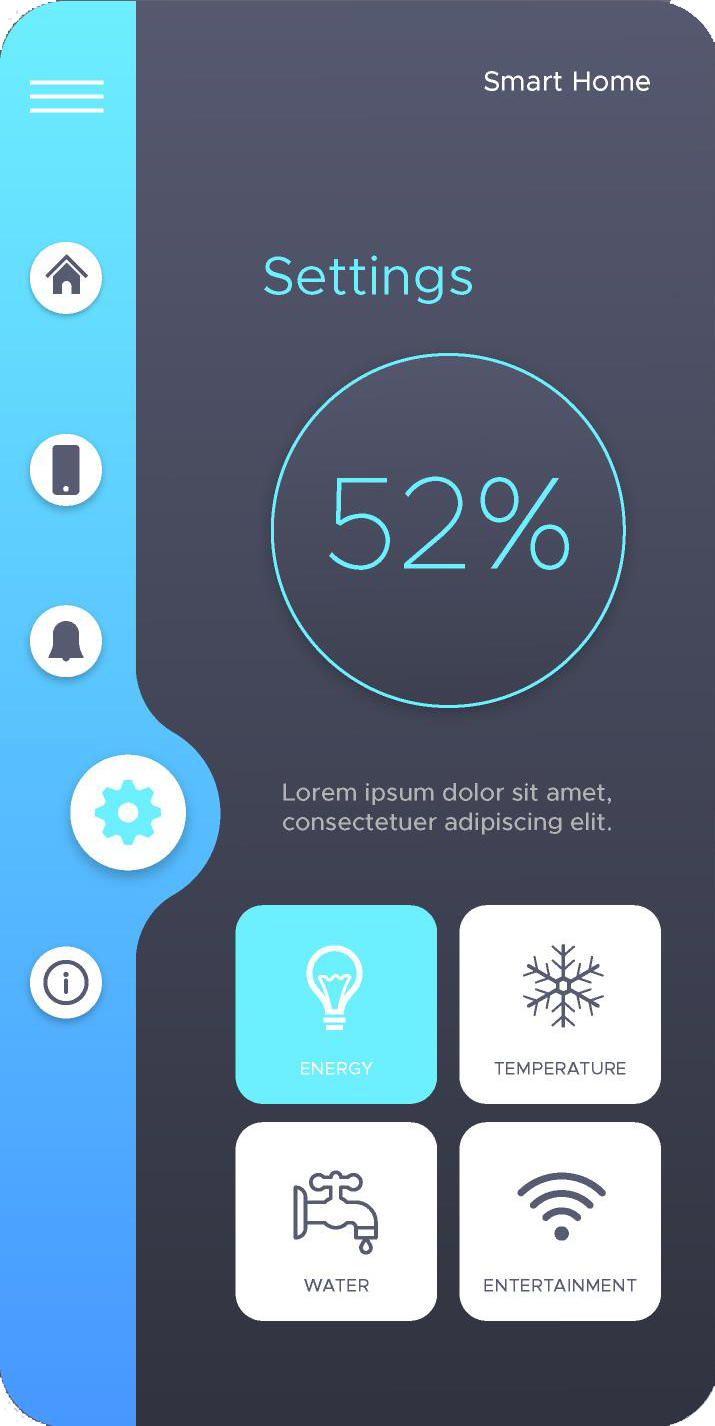 Smart Home
Settings
52%
Lorem ipsum dolor sit amet,
consectetuer adipiscing elit.
ENERGY
TEMPERATURE
WATER
ENTERTAINMENT